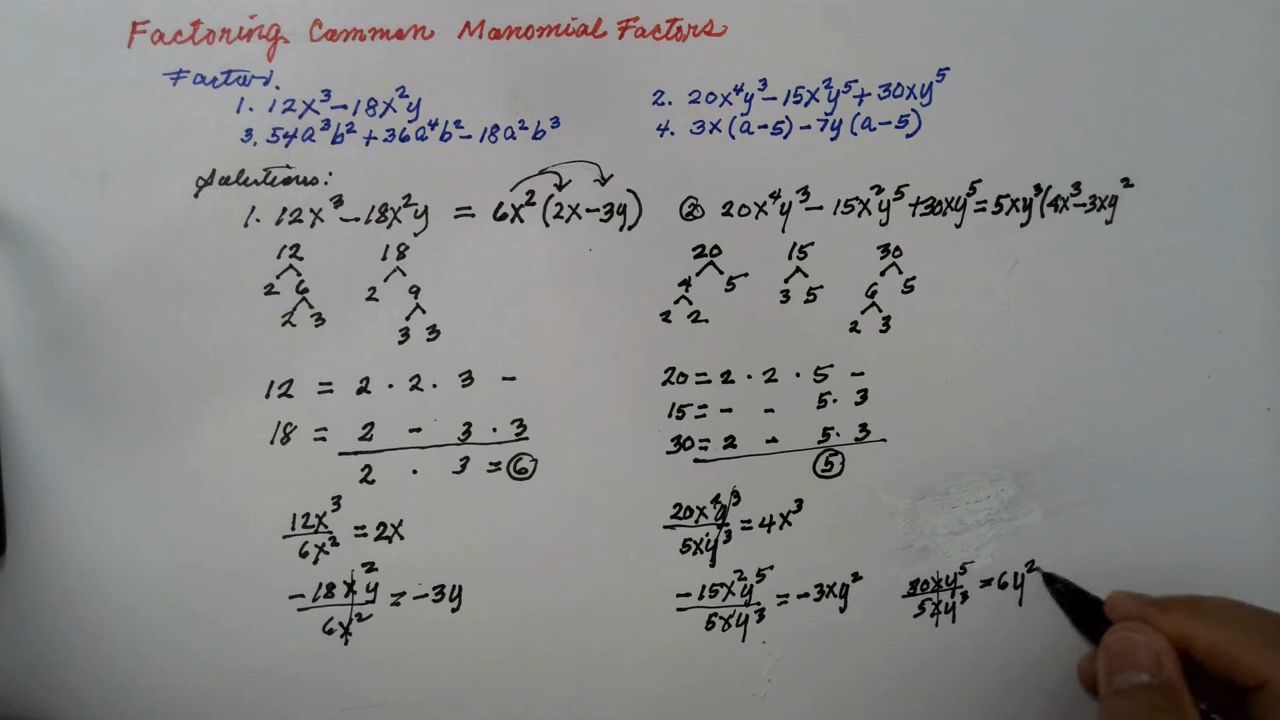 Factoring Common Manomial Factors
Factor.
1. 12x³ - 18x²y
2. 20x⁴y³ - 15x²y⁵ + 30xy⁵
3. 54a³b² + 36a⁴b² - 18a²b³
4. 3x(a-5) - 7y(a-5)
Solutions:
1. 12x³ - 18x²y = 6x²(2x-3y)
② 20x⁴y³ - 15x²y⁵ + 30xy⁵ = 5xy³(4x³-3xy²
12 18
2 6 2 9
2 3 3 3
20 15 30
4 5 3 5 6 5
2 2 2 3
12 = 2 · 2 · 3 -
18 = 2 - 3 · 3
2 · 3 = 6
20 = 2 · 2 · 5 -
15 = - - 5 · 3
30 = 2 - 5 · 3
5
12x³/6x² = 2x
-18x²y/6x² = -3y
20x⁴y³/5xy³ = 4x³
-15x²y⁵/5xy³ = -3xy²
30xy⁵/5xy³ = 6y²